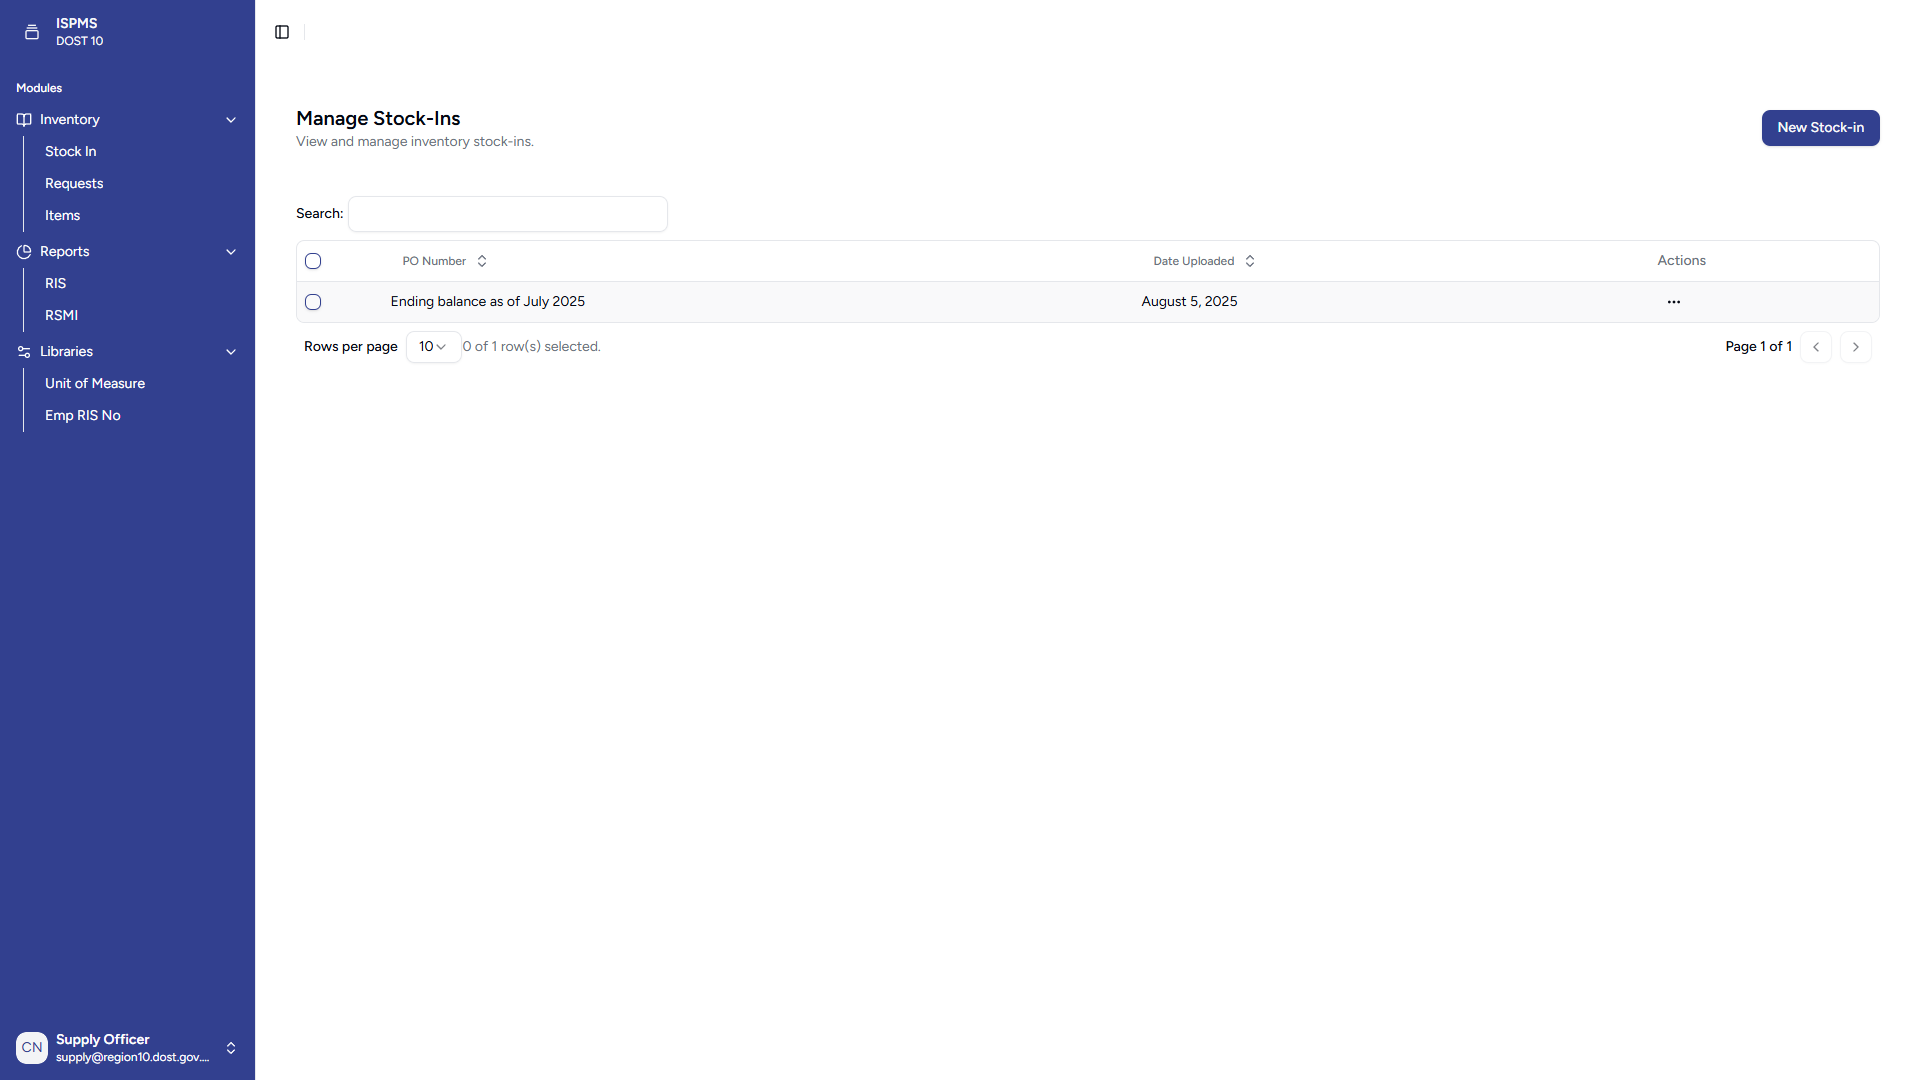 ISPMS
DOST 10
Modules
Inventory
Stock In
Requests
Items
Reports
RIS
RSMI
Libraries
Unit of Measure
Emp RIS No
CN
Supply Officer
supply@region10.dost.gov....
Manage Stock-Ins
View and manage inventory stock-ins.
New Stock-in
Search:
PO Number Date Uploaded Actions
Ending balance as of July 2025 August 5, 2025
Rows per page 10 0 of 1 row(s) selected. Page 1 of 1